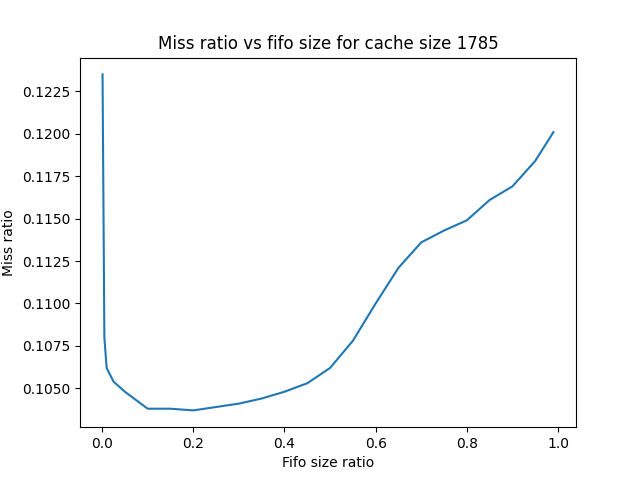 Miss ratio vs fifo size for cache size 1785
Miss ratio
0.1225
0.1200
0.1175
0.1150
0.1125
0.1100
0.1075
0.1050
0.0 0.2 0.4 0.6 0.8 1.0
Fifo size ratio